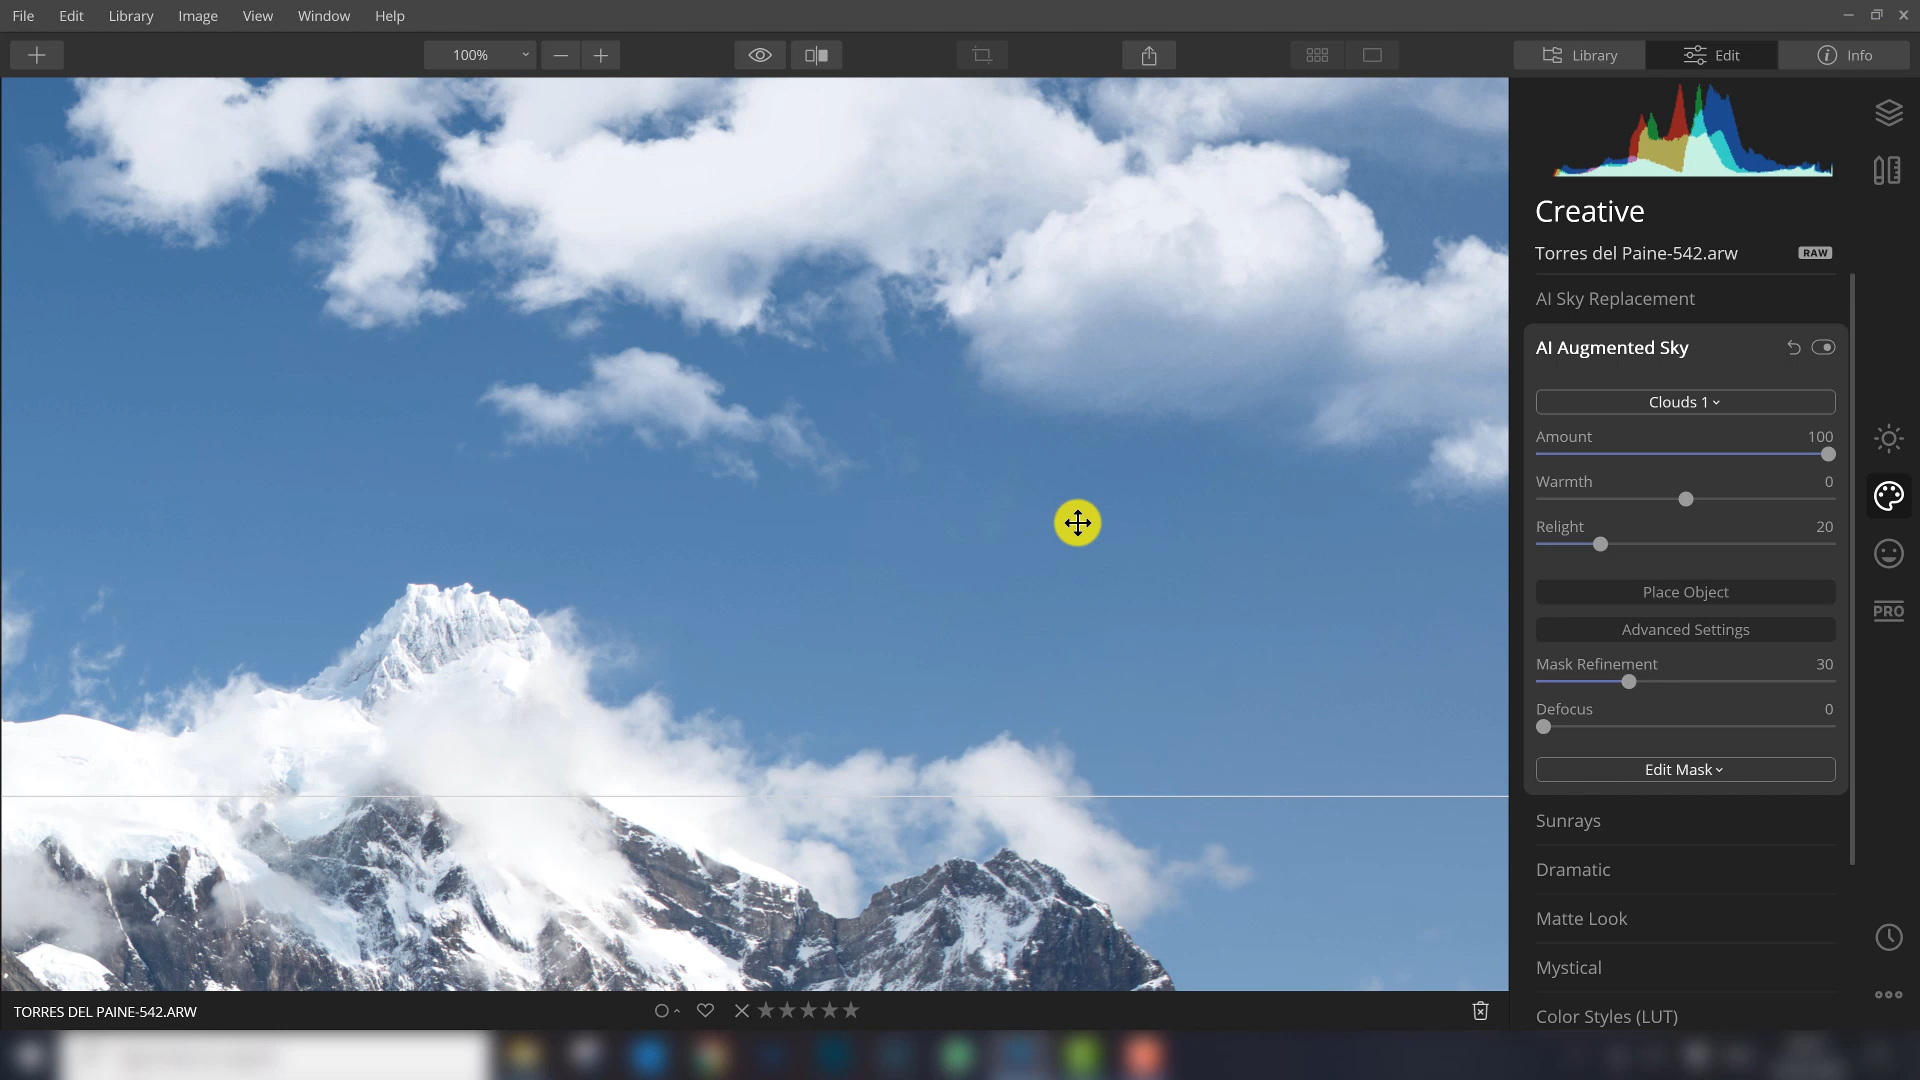 File Edit Library Image View Window Help
100% Library Edit Info
Creative
Torres del Paine-542.arw RAW
AI Sky Replacement
AI Augmented Sky
Clouds 1
Amount 100
Warmth 0
Relight 20
Place Object
Advanced Settings
Mask Refinement 30
Defocus 0
Edit Mask
PRO
Sunrays
Dramatic
Matte Look
Mystical
Color Styles (LUT)
TORRES DEL PAINE-542.ARW